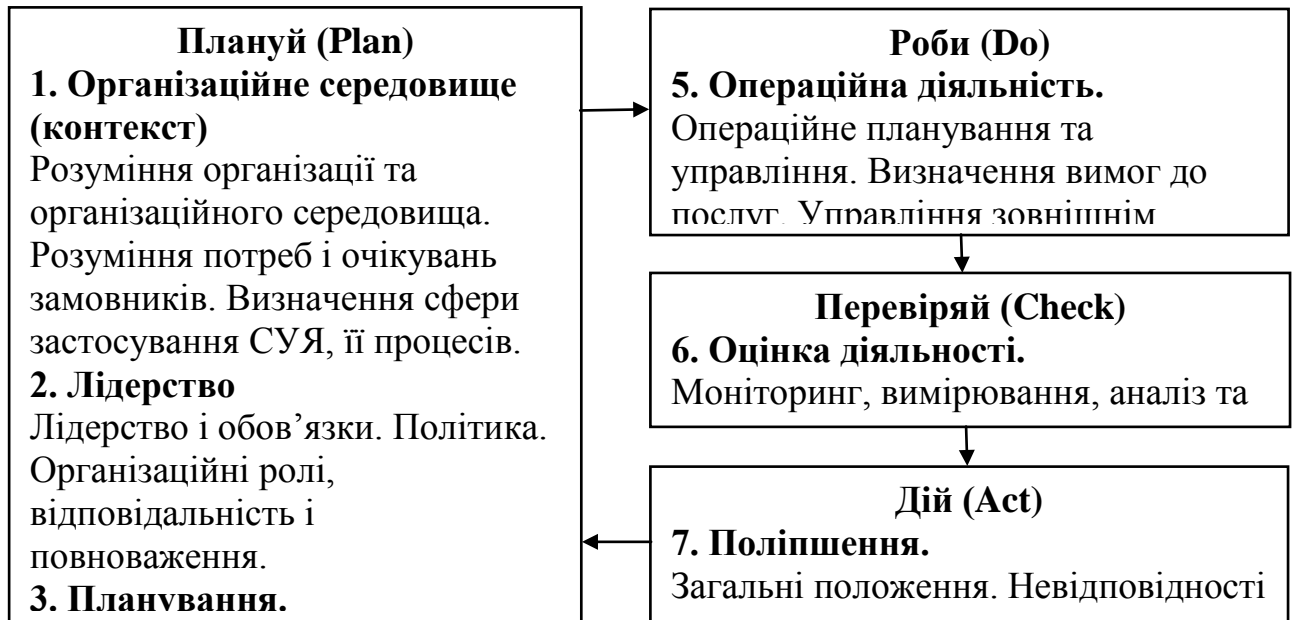 Плануй (Plan)
1. Організаційне середовище
(контекст)
Розуміння організації та
організаційного середовища.
Розуміння потреб і очікувань
замовників. Визначення сфери
застосування СУЯ, її процесів.
2. Лідерство
Лідерство і обов’язки. Політика.
Організаційні ролі,
відповідальність і
повноваження.
3. Планування.
Роби (Do)
5. Операційна діяльність.
Операційне планування та
управління. Визначення вимог до
послуг. Управління зовнішнім
Перевіряй (Check)
6. Оцінка діяльності.
Моніторинг, вимірювання, аналіз та
Дій (Act)
7. Поліпшення.
Загальні положення. Невідповідності